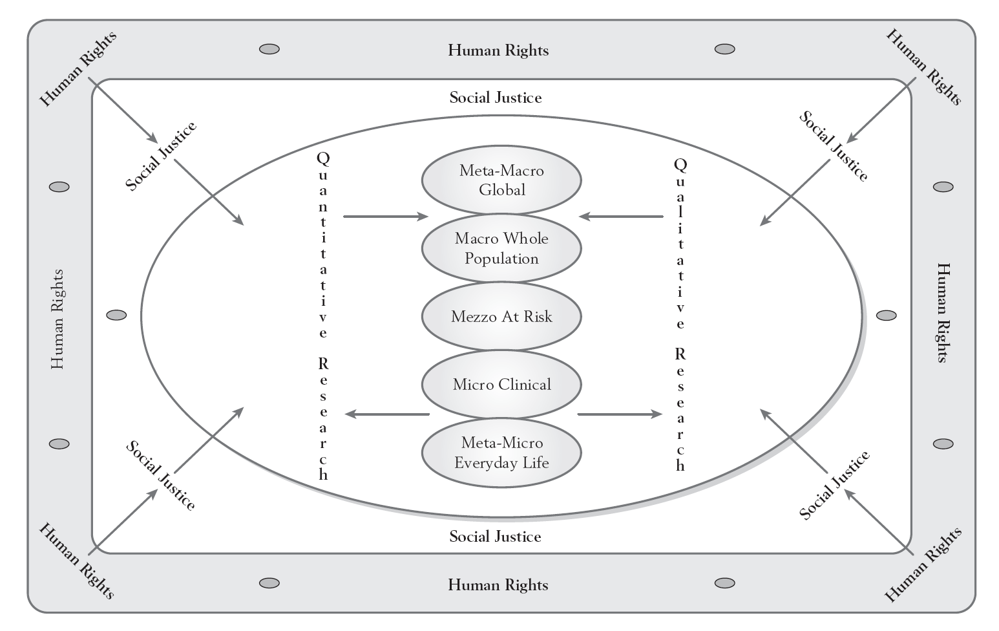 Human Rights
Human Rights
Human Rights
Social Justice
Social Justice
Social Justice
Quantitative Research
Meta-Macro
Global
Qualitative Research
Macro Whole
Population
Human Rights
Mezzo At Risk
Human Rights
Micro Clinical
Meta-Micro
Everyday Life
Social Justice
Social Justice
Social Justice
Human Rights
Human Rights
Human Rights